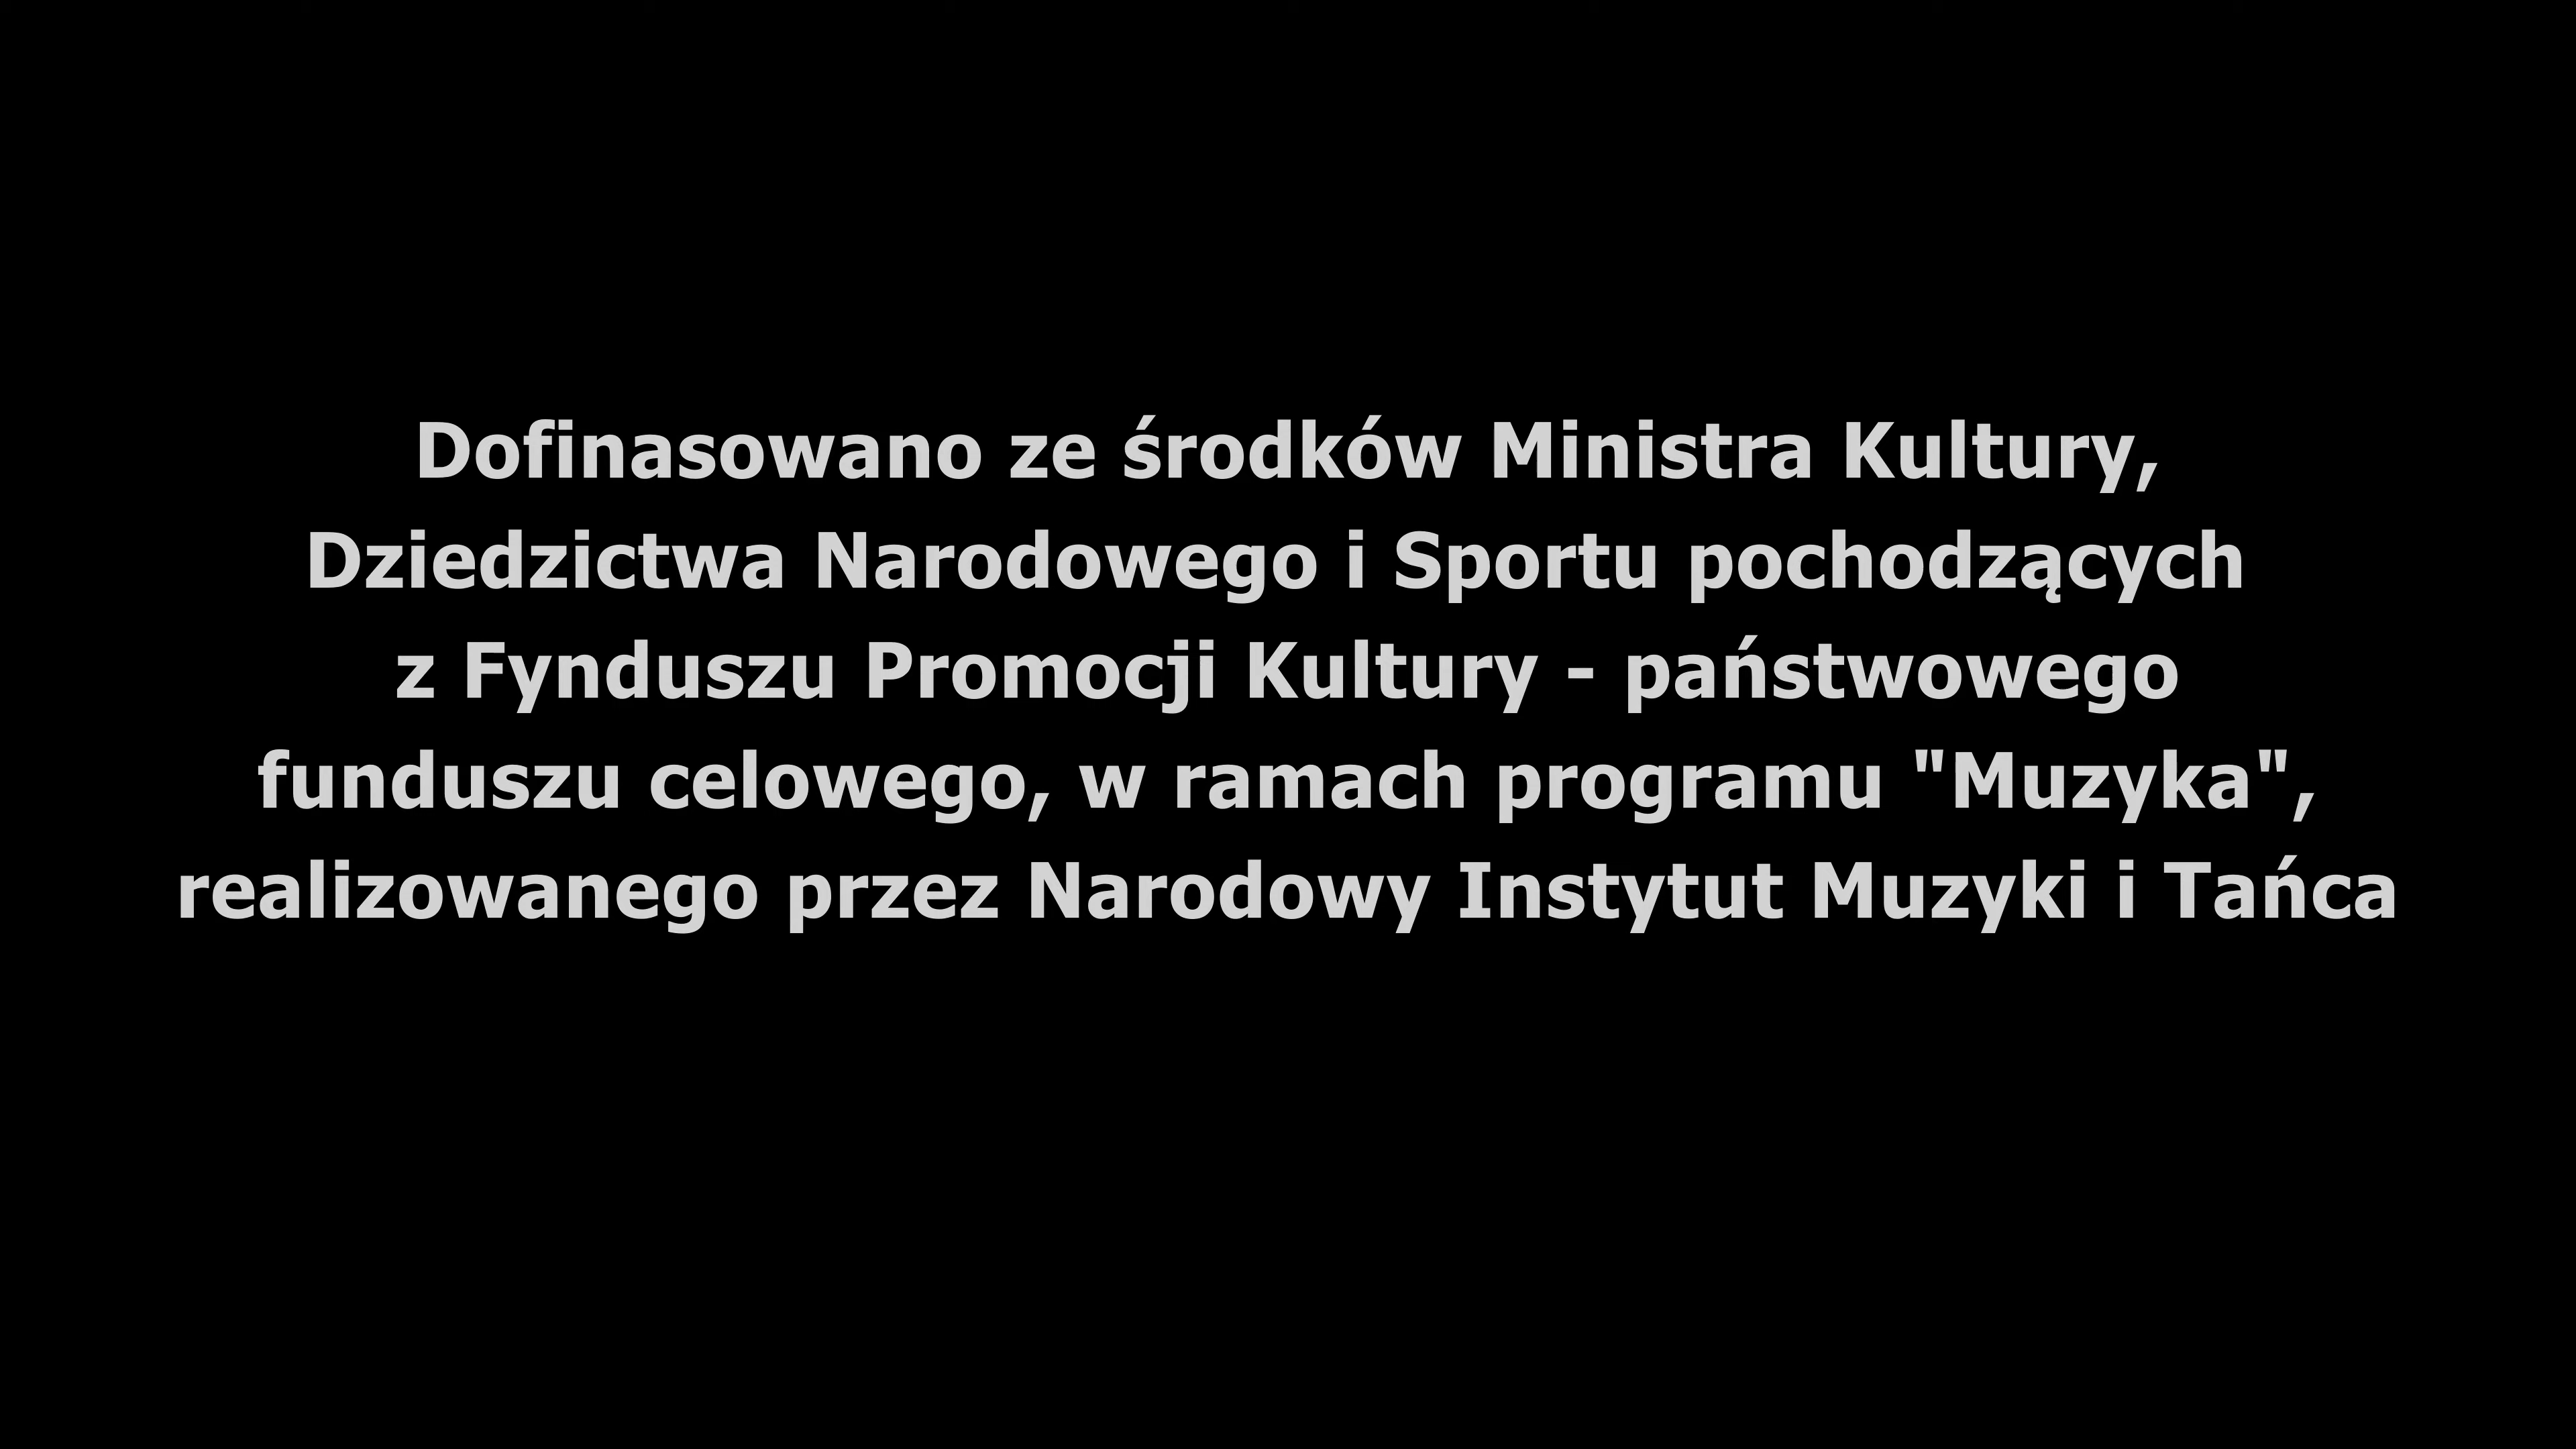 Dofinasowano ze środków Ministra Kultury,
Dziedzictwa Narodowego i Sportu pochodzących
z Fynduszu Promocji Kultury - państwowego
funduszu celowego, w ramach programu "Muzyka",
realizowanego przez Narodowy Instytut Muzyki i Tańca